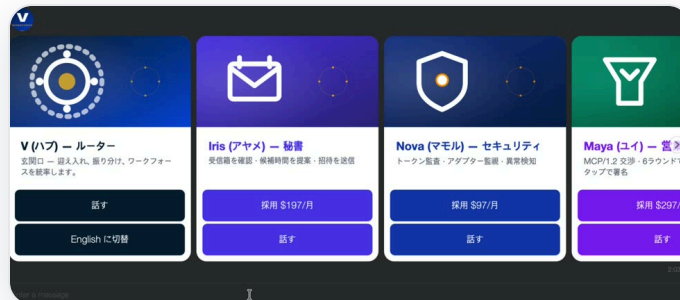 V
V (ハブ) — ルーター
玄関口 — 迎え入れ、振り分け、ワークフォー
スを統率します。
話す
English に切替
Iris (アヤメ) — 秘書
受信箱を確認・候補時間を提案・招待を送信
採用 $197/月
話す
Nova (マモル) — セキュリティ
トークン監査・アダプター監視・異常検知
採用 $97/月
話す
Maya (ユイ) — 営
MCP/1.2 交渉・6ラウンドで
タップで署名
採用 $297/
話す